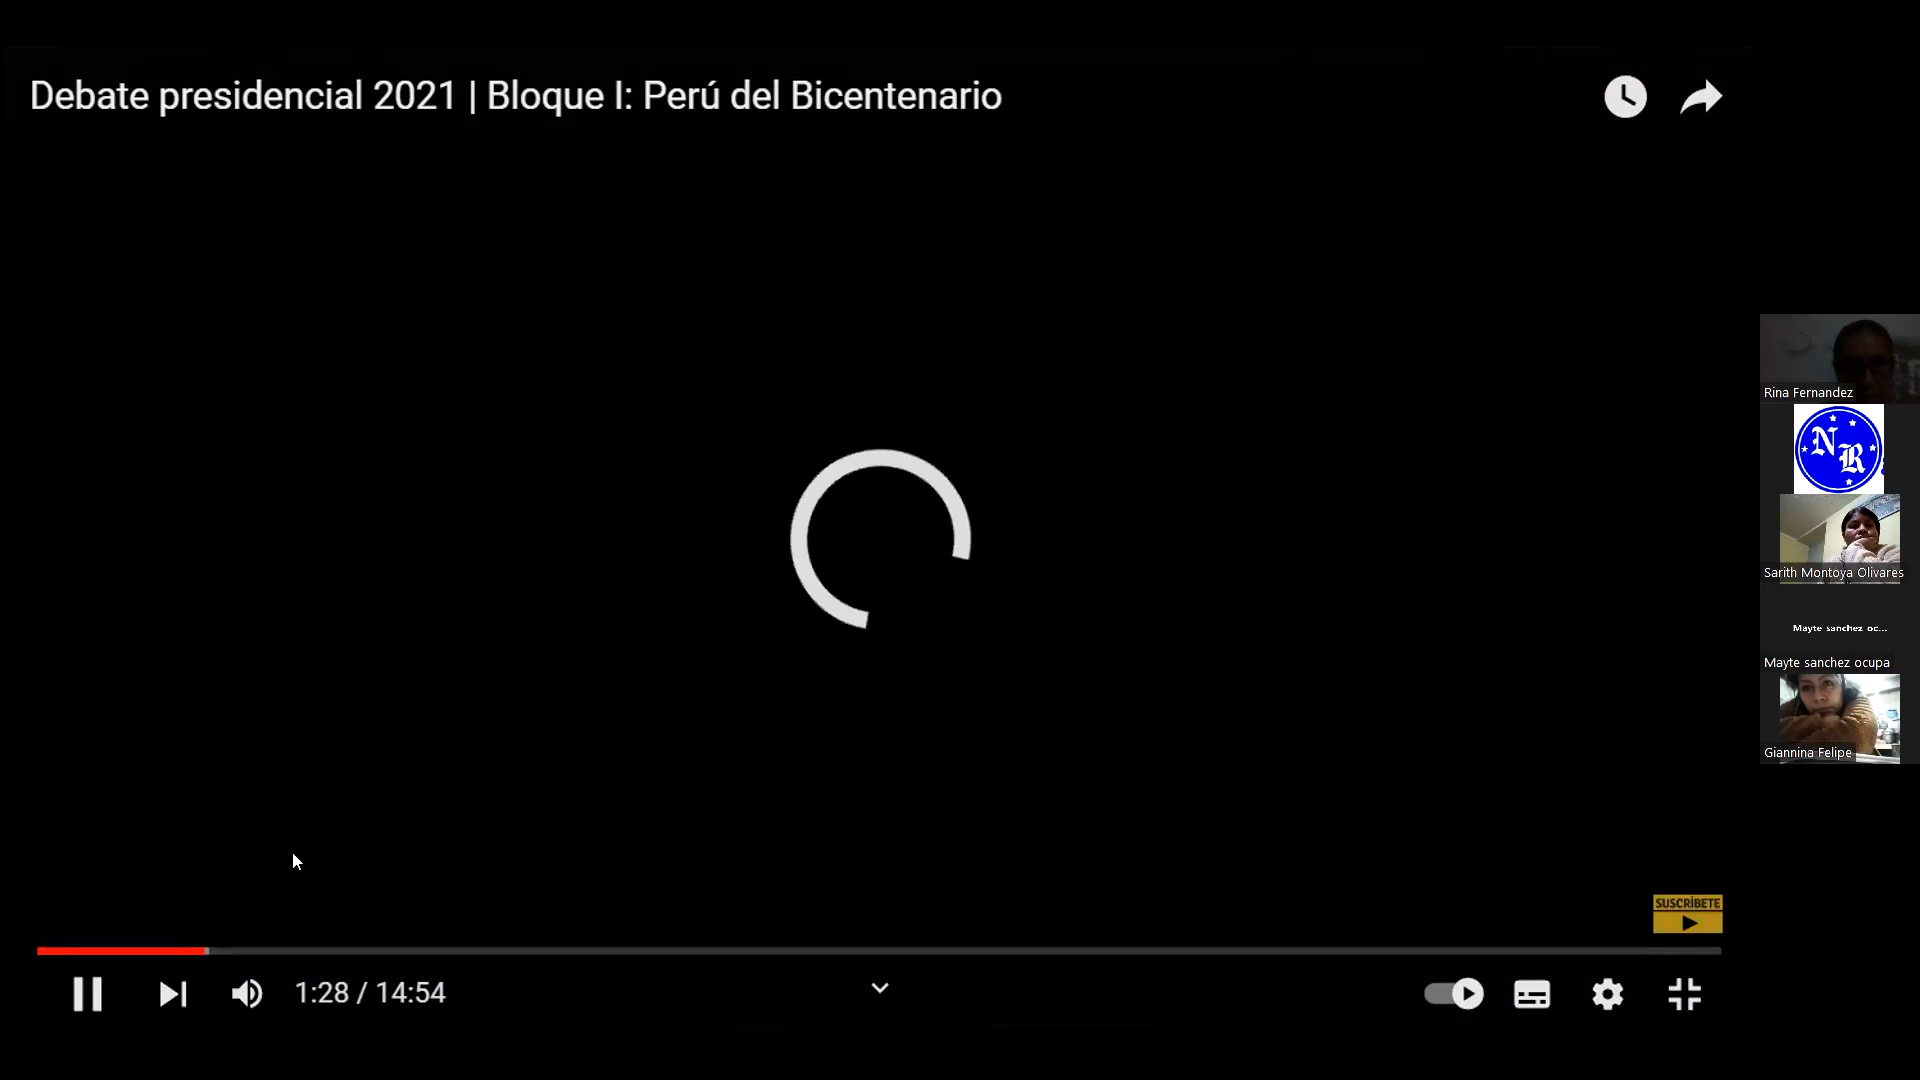 Debate presidencial 2021 | Bloque I: Perú del Bicentenario
Rina Fernandez
N R
Sarith Montoya Olivares
Mayte sanchez oc...
Mayte sanchez ocupa
Giannina Felipe
SUSCRÍBETE
1:28 / 14:54